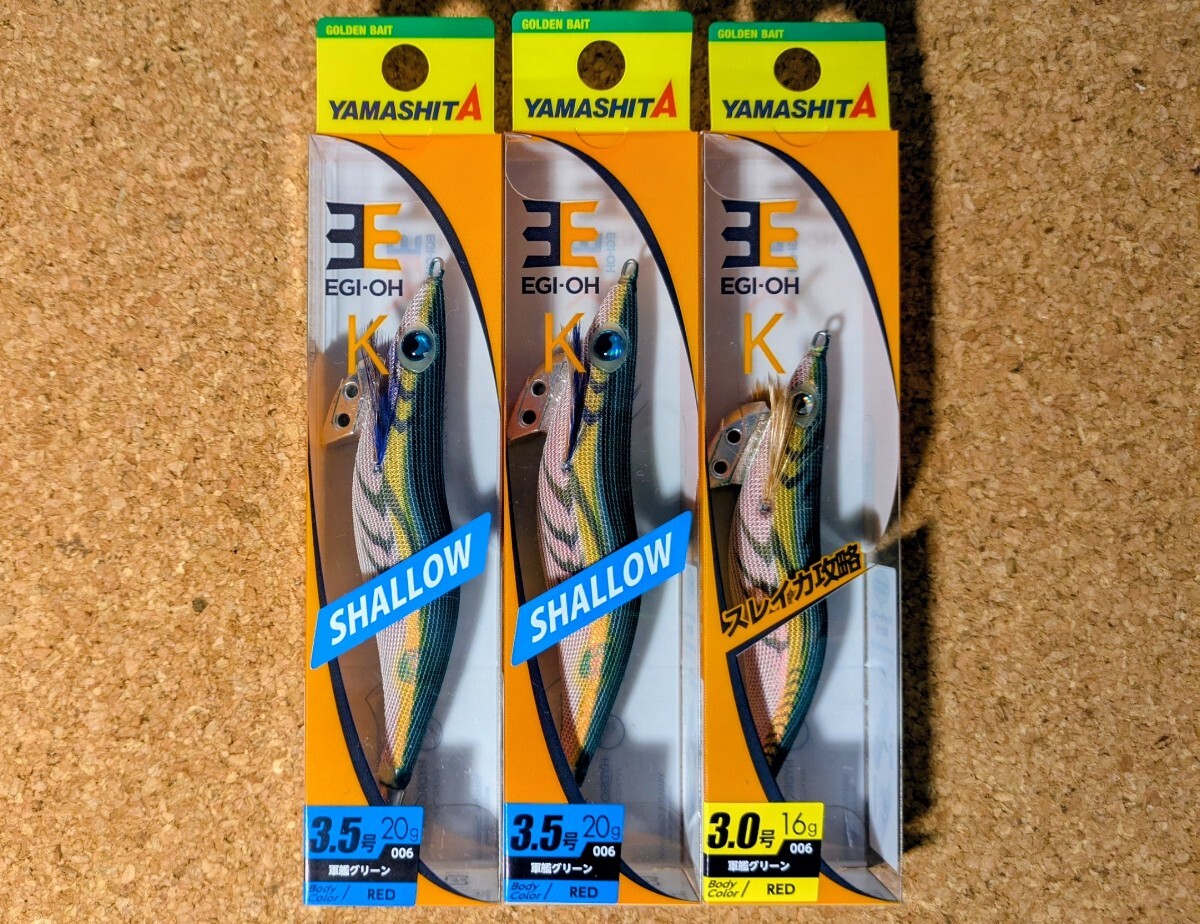 GOLDEN BAIT
YAMASHITA
EGI-OH
K
SHALLOW
3.5号 20g
006
軍艦グリーン
Body Color / RED
GOLDEN BAIT
YAMASHITA
EGI-OH
K
SHALLOW
3.5号 20g
006
軍艦グリーン
Body Color / RED
GOLDEN BAIT
YAMASHITA
EGI-OH
K
スレイカ攻略
3.0号 16g
006
軍艦グリーン
Body Color / RED